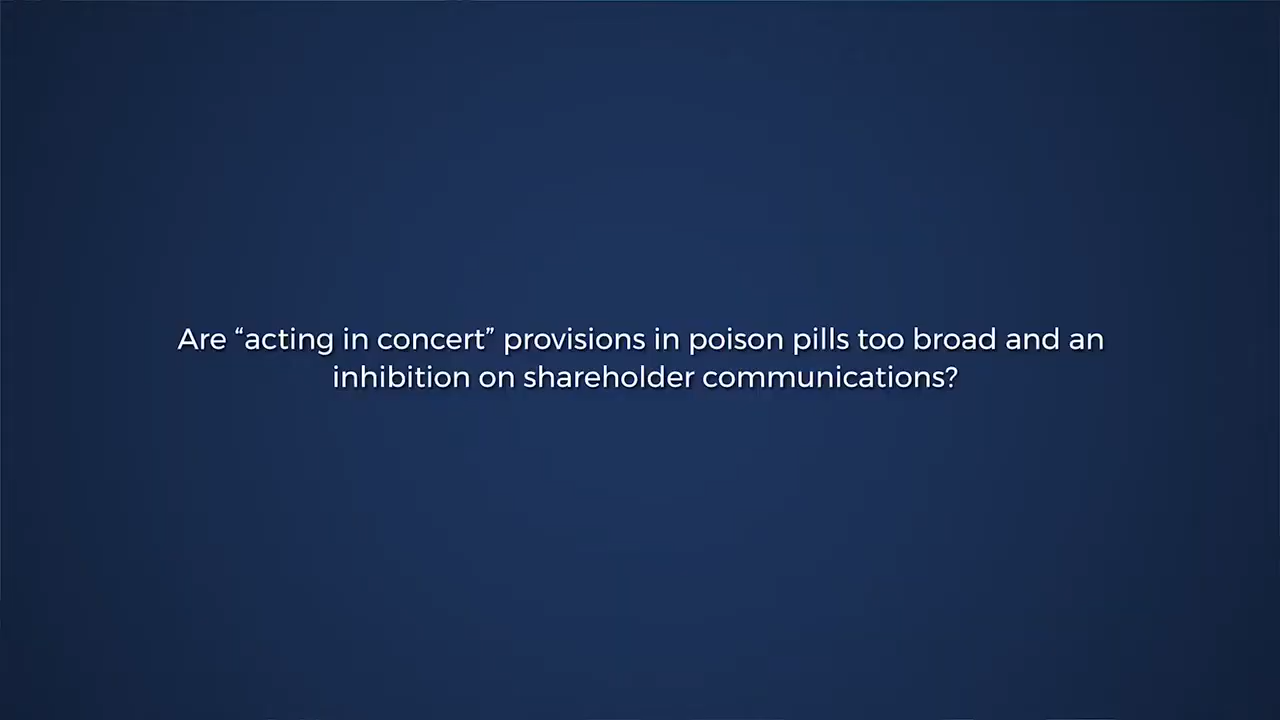 Are “acting in concert” provisions in poison pills too broad and an
inhibition on shareholder communications?